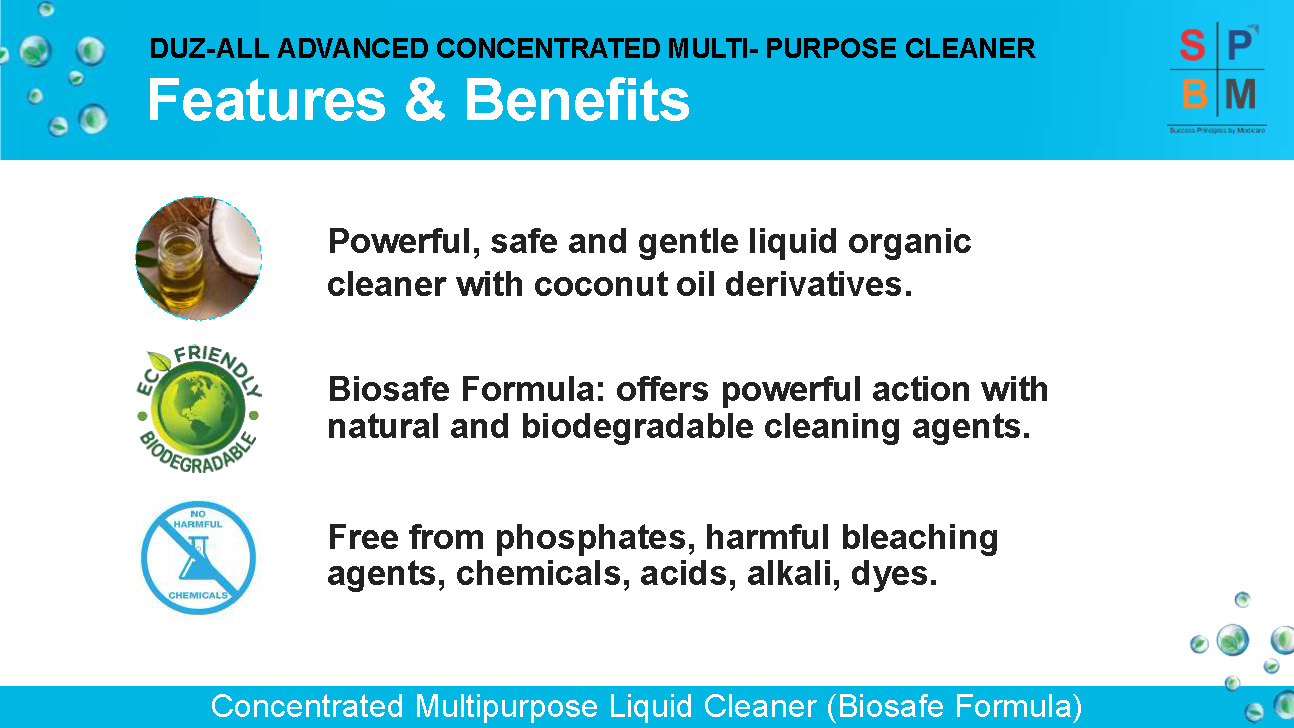 DUZ-ALL ADVANCED CONCENTRATED MULTI- PURPOSE CLEANER
Features & Benefits
S P
B M
Success Principles by Modicare
Powerful, safe and gentle liquid organic
cleaner with coconut oil derivatives.
ECO FRIENDLY
BIODEGRADABLE
Biosafe Formula: offers powerful action with
natural and biodegradable cleaning agents.
NO
HARMFUL
CHEMICALS
Free from phosphates, harmful bleaching
agents, chemicals, acids, alkali, dyes.
Concentrated Multipurpose Liquid Cleaner (Biosafe Formula)